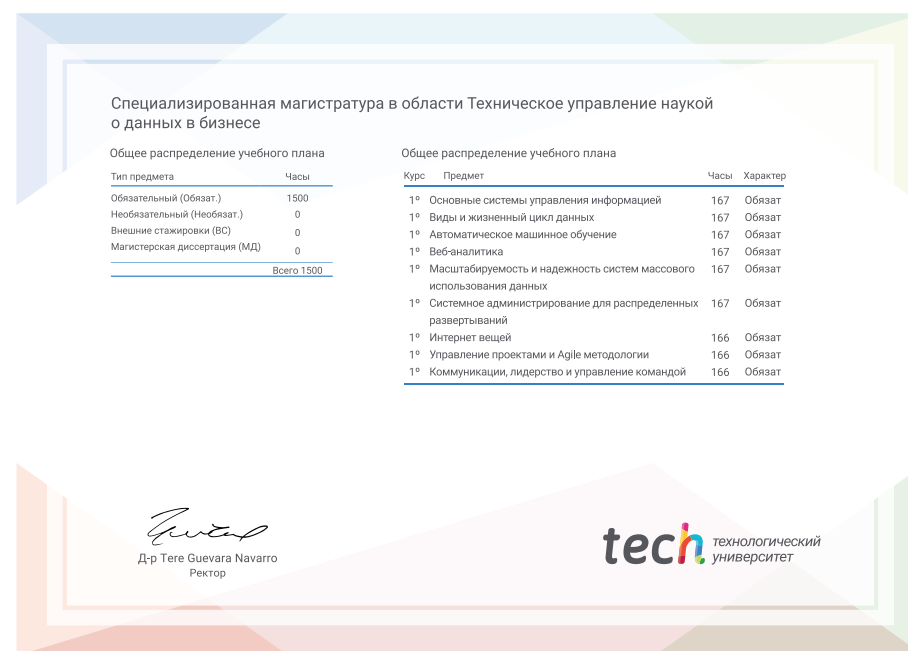 Специализированная магистратура в области Техническое управление наукой
о данных в бизнесе
Общее распределение учебного плана
Тип предмета Часы
Обязательный (Обязат.) 1500
Необязательный (Необязат.) 0
Внешние стажировки (ВС) 0
Магистерская диссертация (МД) 0
Всего 1500
Общее распределение учебного плана
Курс Предмет Часы Характер
1º Основные системы управления информацией 167 Обязат
1º Виды и жизненный цикл данных 167 Обязат
1º Автоматическое машинное обучение 167 Обязат
1º Веб-аналитика 167 Обязат
1º Масштабируемость и надежность систем массового 167 Обязат
использования данных
1º Системное администрирование для распределенных 167 Обязат
развертываний
1º Интернет вещей 166 Обязат
1º Управление проектами и Agile методологии 166 Обязат
1º Коммуникации, лидерство и управление командой 166 Обязат
Д-р Tere Guevara Navarro
Ректор
tech технологический
университет